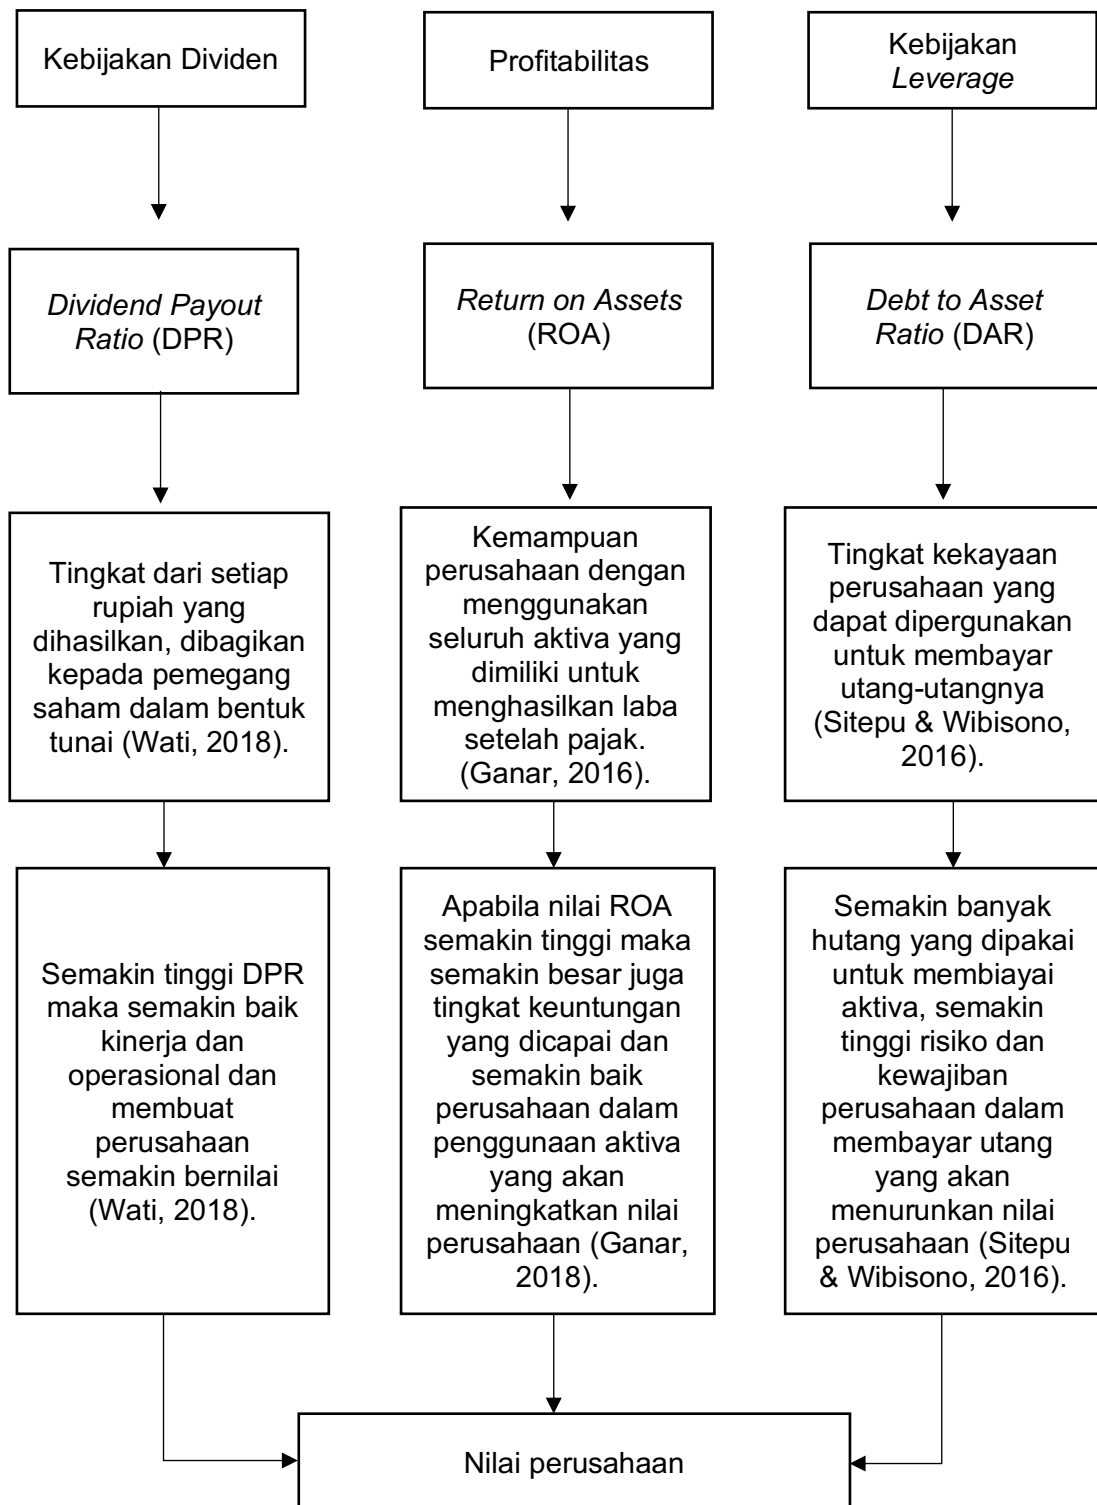 Kebijakan Dividen
Profitabilitas
Kebijakan
Leverage
Dividend Payout
Ratio (DPR)
Return on Assets
(ROA)
Debt to Asset
Ratio (DAR)
Tingkat dari setiap
rupiah yang
dihasilkan, dibagikan
kepada pemegang
saham dalam bentuk
tunai (Wati, 2018).
Kemampuan
perusahaan dengan
menggunakan
seluruh aktiva yang
dimiliki untuk
menghasilkan laba
setelah pajak.
(Ganar, 2016).
Tingkat kekayaan
perusahaan yang
dapat dipergunakan
untuk membayar
utang-utangnya
(Sitepu & Wibisono,
2016).
Semakin tinggi DPR
maka semakin baik
kinerja dan
operasional dan
membuat
perusahaan
semakin bernilai
(Wati, 2018).
Apabila nilai ROA
semakin tinggi maka
semakin besar juga
tingkat keuntungan
yang dicapai dan
semakin baik
perusahaan dalam
penggunaan aktiva
yang akan
meningkatkan nilai
perusahaan (Ganar,
2018).
Semakin banyak
hutang yang dipakai
untuk membiayai
aktiva, semakin
tinggi risiko dan
kewajiban
perusahaan dalam
membayar utang
yang akan
menurunkan nilai
perusahaan (Sitepu
& Wibisono, 2016).
Nilai perusahaan